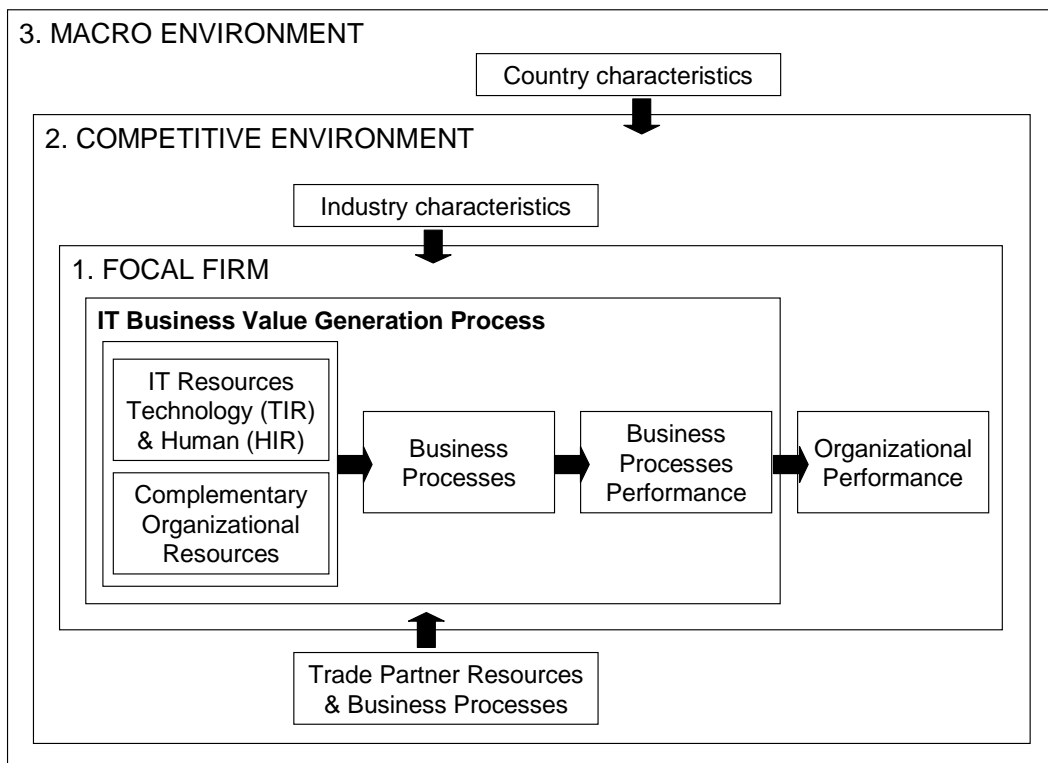 3. MACRO ENVIRONMENT
Country characteristics
2. COMPETITIVE ENVIRONMENT
Industry characteristics
1. FOCAL FIRM
IT Business Value Generation Process
IT Resources
Technology (TIR)
& Human (HIR)
Complementary
Organizational
Resources
Business
Processes
Business
Processes
Performance
Organizational
Performance
Trade Partner Resources
& Business Processes